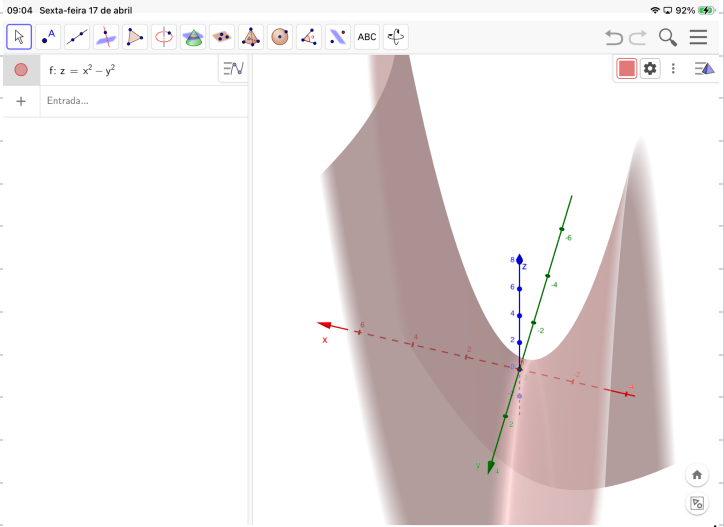 09:04 Sexta-feira 17 de abril
92%
ABC
f: z = x² − y²
Entrada...
-6
8
z
-4
6
4
6
-2
x
4
2
2
0
2
4
2
y